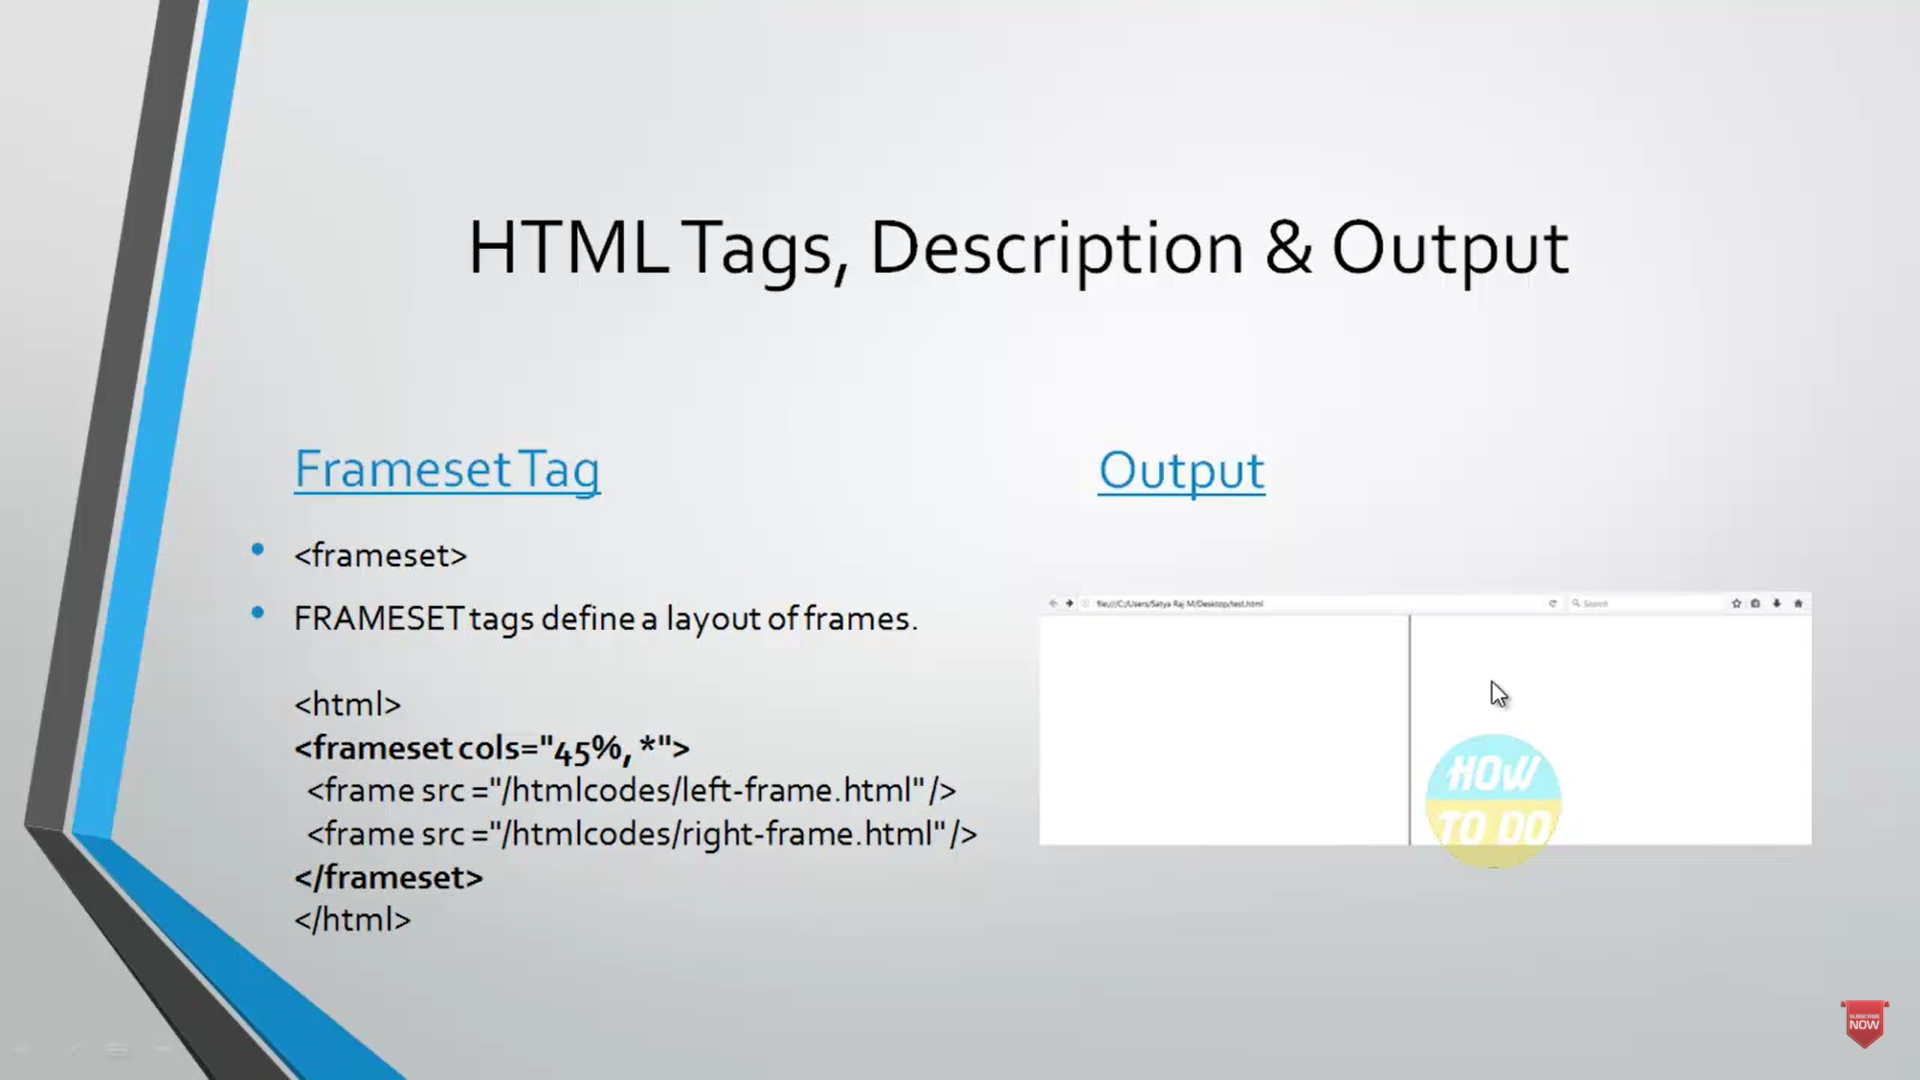 HTML Tags, Description & Output
Frameset Tag
• <frameset>
• FRAMESET tags define a layout of frames.
<html>
<frameset cols="45%, *">
<frame src ="/htmlcodes/left-frame.html" />
<frame src ="/htmlcodes/right-frame.html" />
</frameset>
</html>
Output
file:///C:/Users/Satya Raj M/Desktop/test.html
Search
HOW
TO DO
SUBSCRIBE
NOW